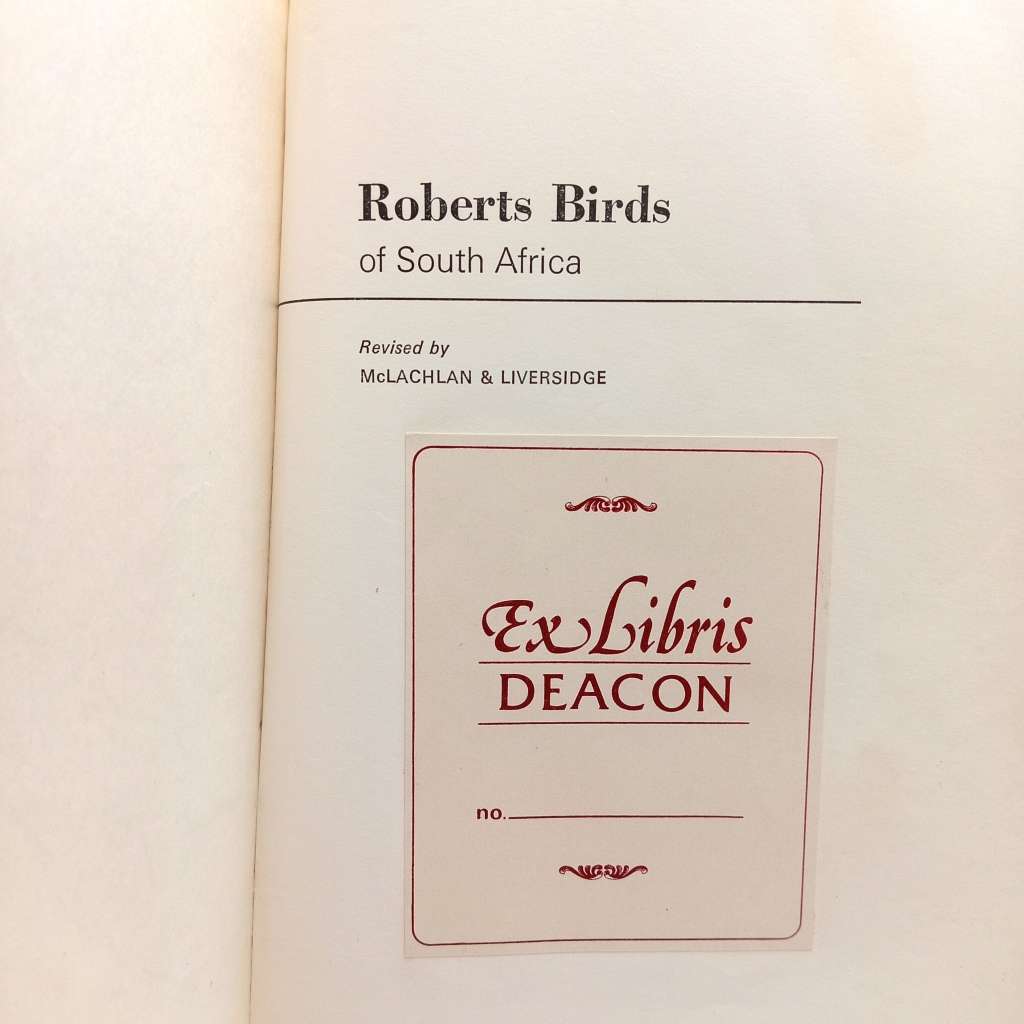 Roberts Birds
of South Africa
Revised by
McLACHLAN & LIVERSIDGE
Ex Libris
DEACON
no.